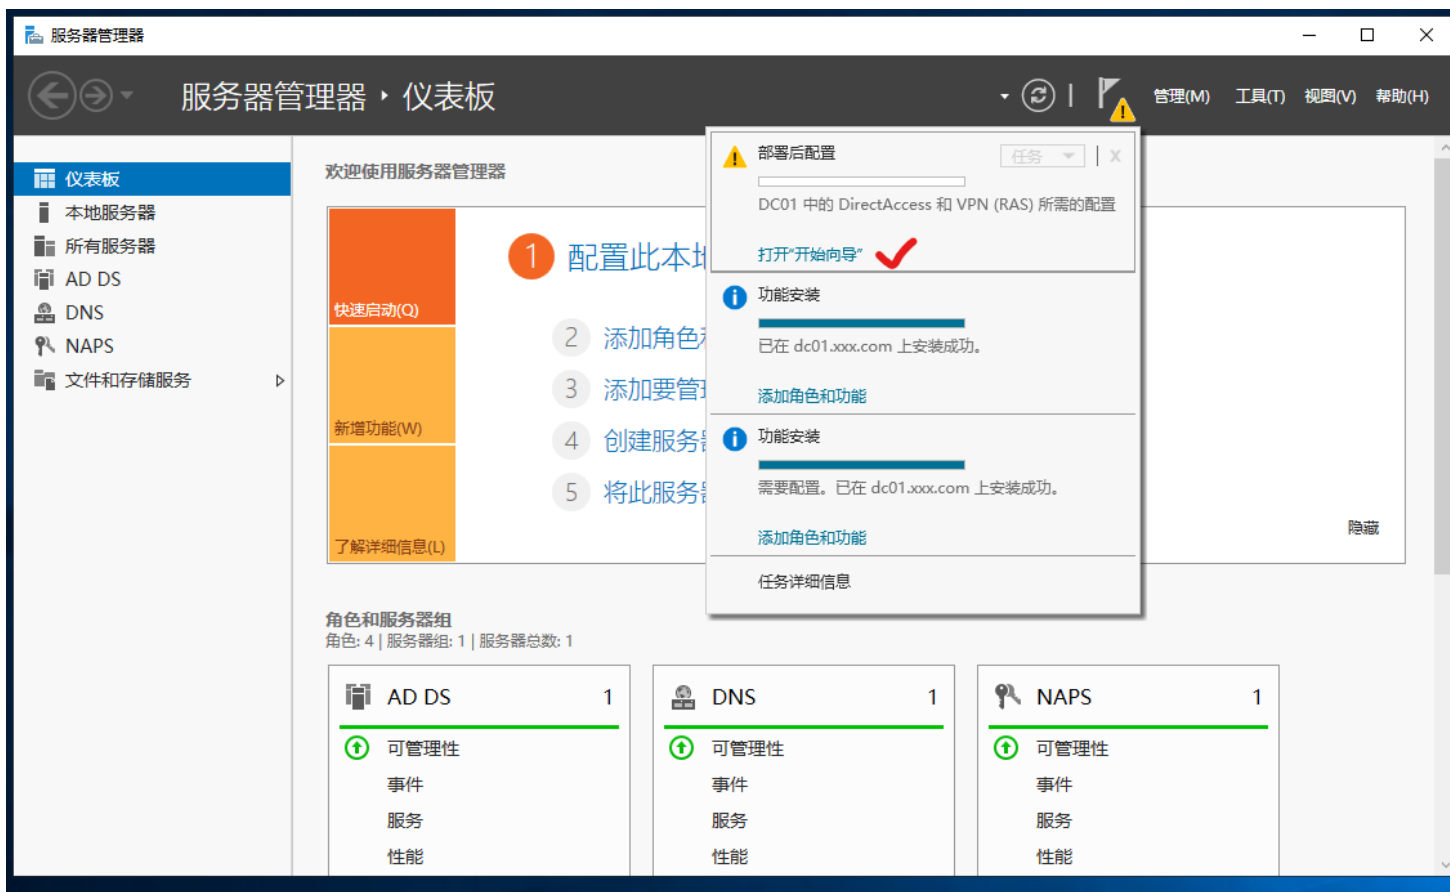 服务器管理器
服务器管理器 · 仪表板
管理(M) 工具(T) 视图(V) 帮助(H)
仪表板
本地服务器
所有服务器
AD DS
DNS
NAPS
文件和存储服务
欢迎使用服务器管理器
快速启动(Q)
新增功能(W)
了解详细信息(L)
1 配置此本地
2 添加角色
3 添加要管
4 创建服务
5 将此服务
隐藏
部署后配置
任务
X
DC01 中的 DirectAccess 和 VPN (RAS) 所需的配置
打开“开始向导”
功能安装
已在 dc01.xxx.com 上安装成功。
添加角色和功能
功能安装
需要配置。已在 dc01.xxx.com 上安装成功。
添加角色和功能
任务详细信息
角色和服务器组
角色: 4 | 服务器组: 1 | 服务器总数: 1
AD DS 1
可管理性
事件
服务
性能
DNS 1
可管理性
事件
服务
性能
NAPS 1
可管理性
事件
服务
性能